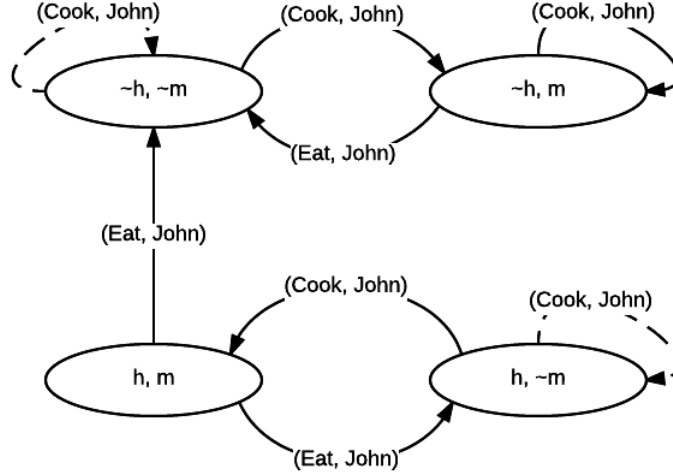 (Cook, John)
(Cook, John)
(Cook, John)
~h, ~m
~h, m
(Eat, John)
(Eat, John)
(Cook, John)
(Cook, John)
h, m
h, ~m
(Eat, John)